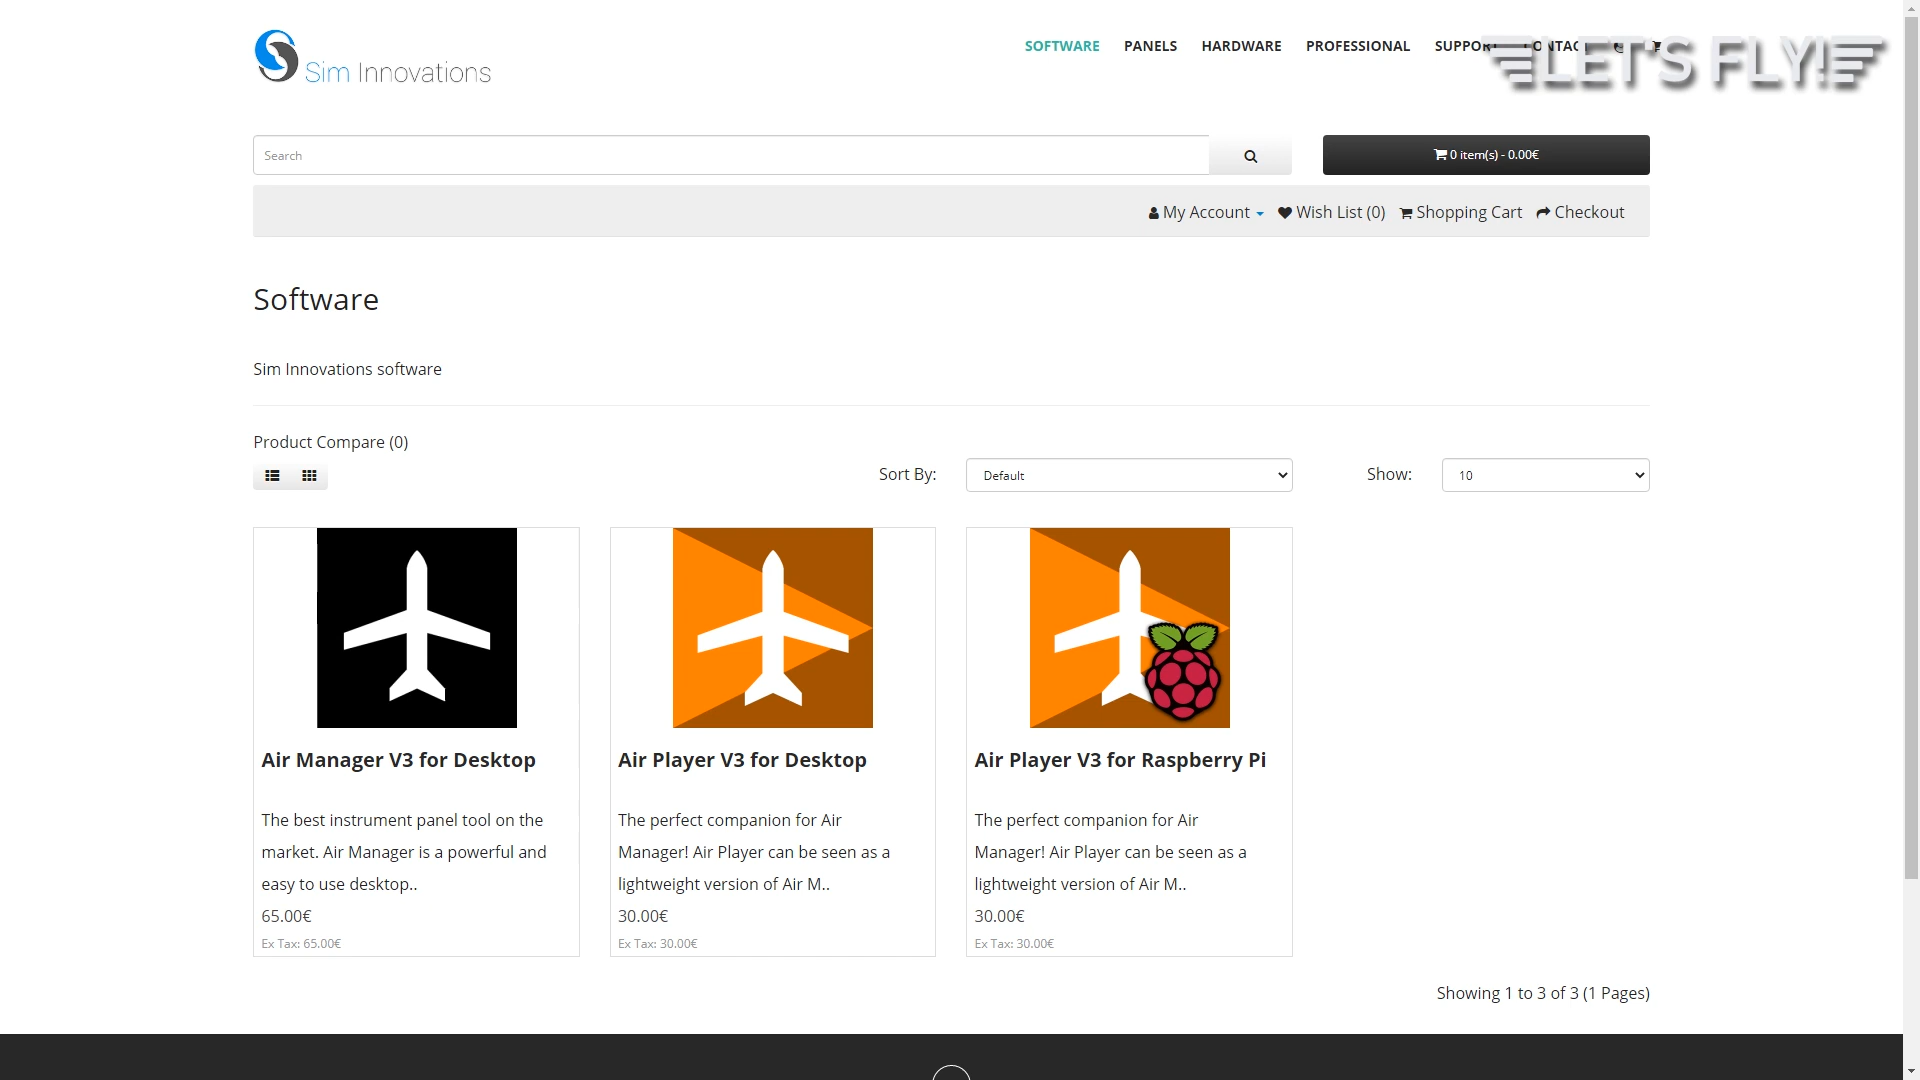 Sim Innovations
SOFTWARE PANELS HARDWARE PROFESSIONAL SUPPORT CONTACT
LET'S FLY!
Search
0 item(s) - 0.00€
My Account Wish List (0) Shopping Cart Checkout
Software
Sim Innovations software
Product Compare (0)
Sort By: Default Show: 10
Air Manager V3 for Desktop
The best instrument panel tool on the
market. Air Manager is a powerful and
easy to use desktop..
65.00€
Ex Tax: 65.00€
Air Player V3 for Desktop
The perfect companion for Air
Manager! Air Player can be seen as a
lightweight version of Air M..
30.00€
Ex Tax: 30.00€
Air Player V3 for Raspberry Pi
The perfect companion for Air
Manager! Air Player can be seen as a
lightweight version of Air M..
30.00€
Ex Tax: 30.00€
Showing 1 to 3 of 3 (1 Pages)